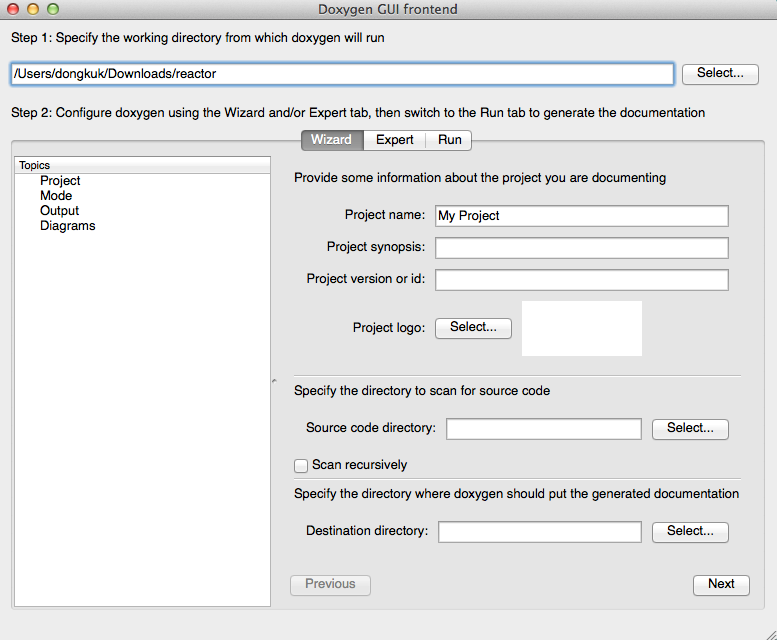 Doxygen GUI frontend
Step 1: Specify the working directory from which doxygen will run
/Users/dongkuk/Downloads/reactor
Select...
Step 2: Configure doxygen using the Wizard and/or Expert tab, then switch to the Run tab to generate the documentation
Wizard Expert Run
Topics
Project
Mode
Output
Diagrams
Provide some information about the project you are documenting
Project name: My Project
Project synopsis:
Project version or id:
Project logo: Select...
Specify the directory to scan for source code
Source code directory: Select...
Scan recursively
Specify the directory where doxygen should put the generated documentation
Destination directory: Select...
Previous Next